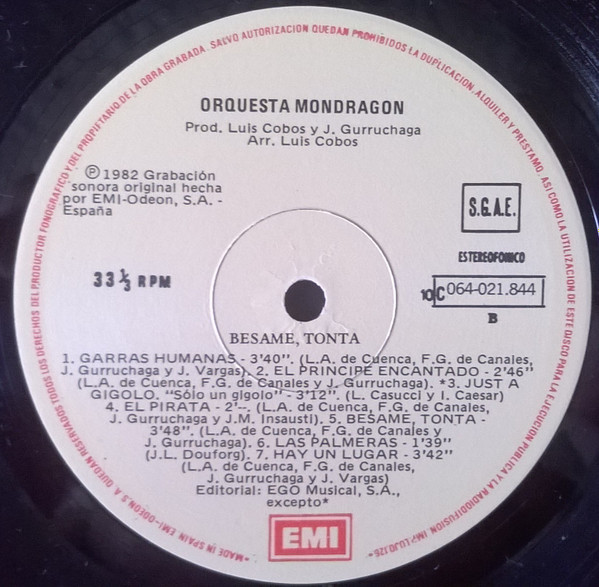 SALVO AUTORIZACION QUEDAN PROHIBIDOS LA DUPLICACION, ALQUILER Y PRESTAMO, ASI COMO LA UTILIZACION DE ESTE DISCO PARA LA EJECUCION PUBLICA Y LA RADIODIFUSION IMP-LUJO, 126 *
* MADE IN SPAIN EMI-ODEON, S.A. QUEDAN RESERVADOS TODOS LOS DERECHOS DEL PRODUCTOR FONOGRAFICO Y DEL PROPIETARIO DE LA OBRA GRABADA.
ORQUESTA MONDRAGON
Prod. Luis Cobos y J. Gurruchaga
Arr. Luis Cobos
Ⓟ 1982 Grabación
sonora original hecha
por EMI-Odeon, S.A. -
España
S.G.A.E.
ESTEREOFONICO
33 1/3 RPM
10C 064-021.844
B
BESAME, TONTA
1. GARRAS HUMANAS - 3'40". (L.A. de Cuenca, F.G. de Canales,
J. Gurruchaga y J. Vargas). 2. EL PRINCIPE ENCANTADO - 2'46"
(L.A. de Cuenca, F.G. de Canales y J. Gurruchaga). *3. JUST A
GIGOLO. "Sólo un gigolo" - 3'12". (L. Casucci y I. Caesar)
4. EL PIRATA - 2'--. (L.A. de Cuenca, F.G. de Canales,
J. Gurruchaga y J.M. Insausti). 5. BESAME, TONTA -
3'48". (L.A. de Cuenca, F.G. de Canales y
J. Gurruchaga). 6. LAS PALMERAS - 1'39"
(J.L. Douforg). 7. HAY UN LUGAR - 3'42"
(L.A. de Cuenca, F.G. de Canales,
J. Gurruchaga y J. Vargas)
Editorial: EGO Musical, S.A.,
excepto*
EMI